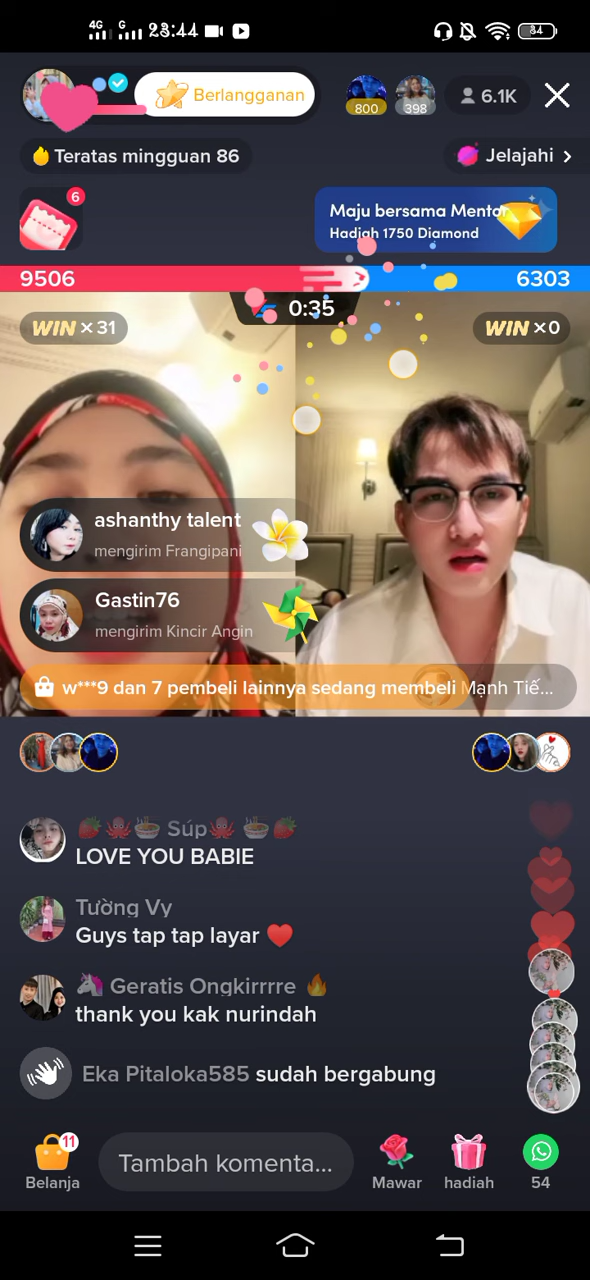 4G
G
23:44
34
Berlangganan
800
398
6.1K
Teratas mingguan 86
Jelajahi
6
Maju bersama Mentor
Hadiah 1750 Diamond
9506
6303
0:35
WIN × 31
WIN × 0
ashanthy talent
mengirim Frangipani
Gastin76
mengirim Kincir Angin
w***9 dan 7 pembeli lainnya sedang membeli Mạnh Tiế...
🍓🐙🍜 Súp🐙 🍜🍓
LOVE YOU BABIE
Tường Vy
Guys tap tap layar ❤️
🦄 Geratis Ongkirrrre 🔥
thank you kak nurindah
Eka Pitaloka585 sudah bergabung
11
Tambah komenta...
Belanja
Mawar
hadiah
54